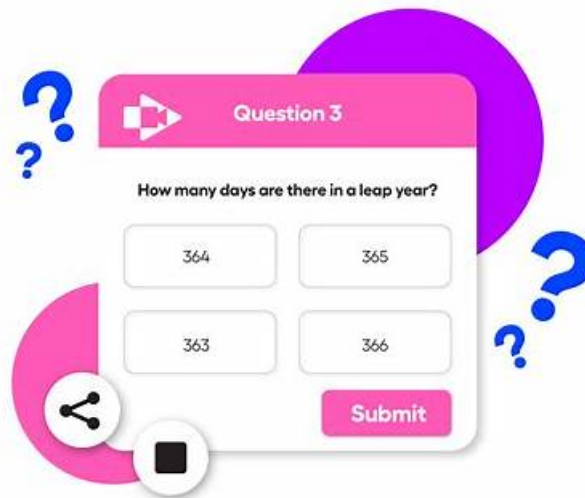 Question 3
How many days are there in a leap year?
364
365
363
366
Submit
?
?
?
?